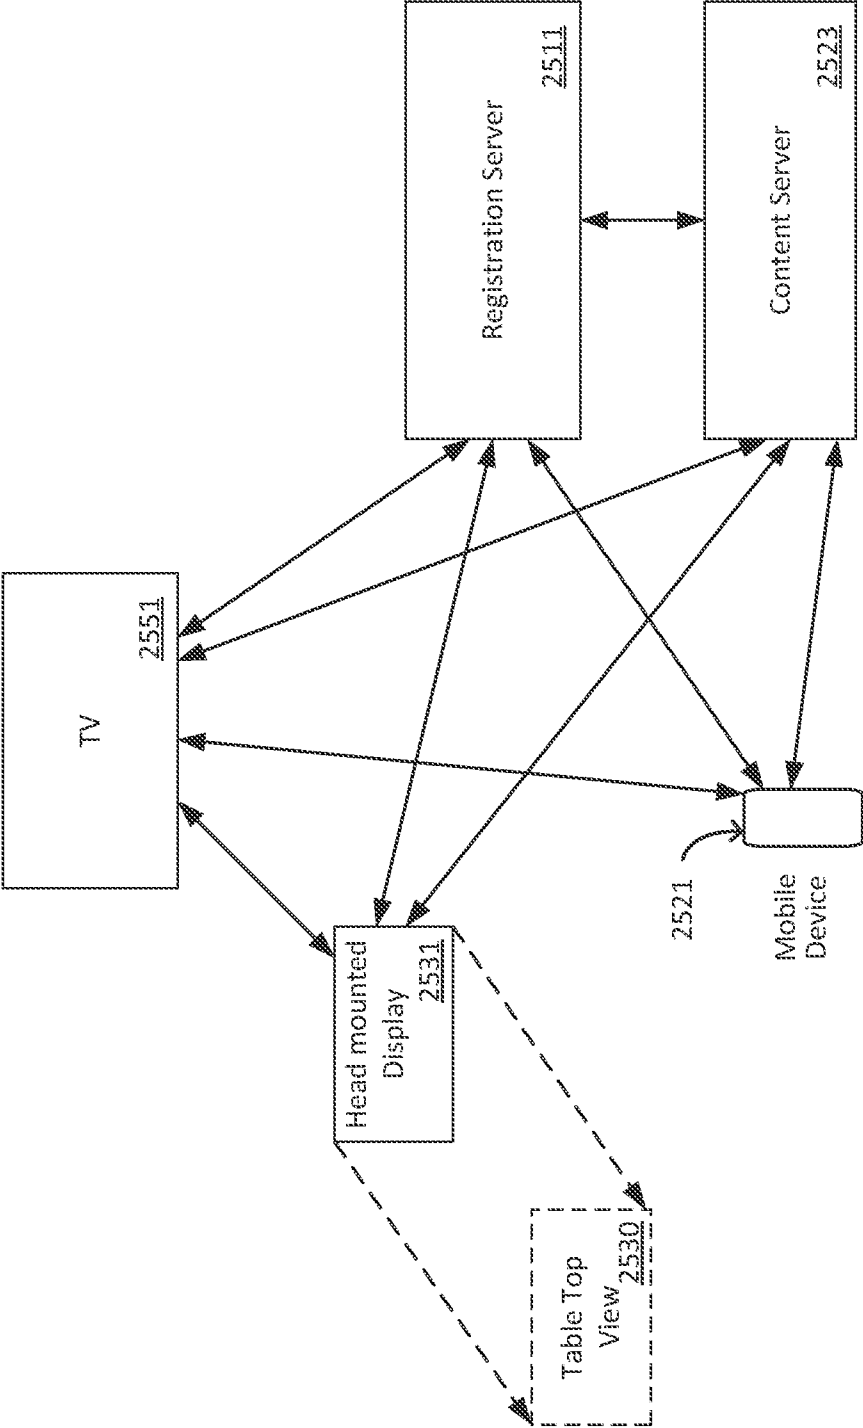 TV
2551
Registration Server
2511
Content Server
2523
Head mounted
Display
2531
Table Top
View
2530
2521
Mobile
Device